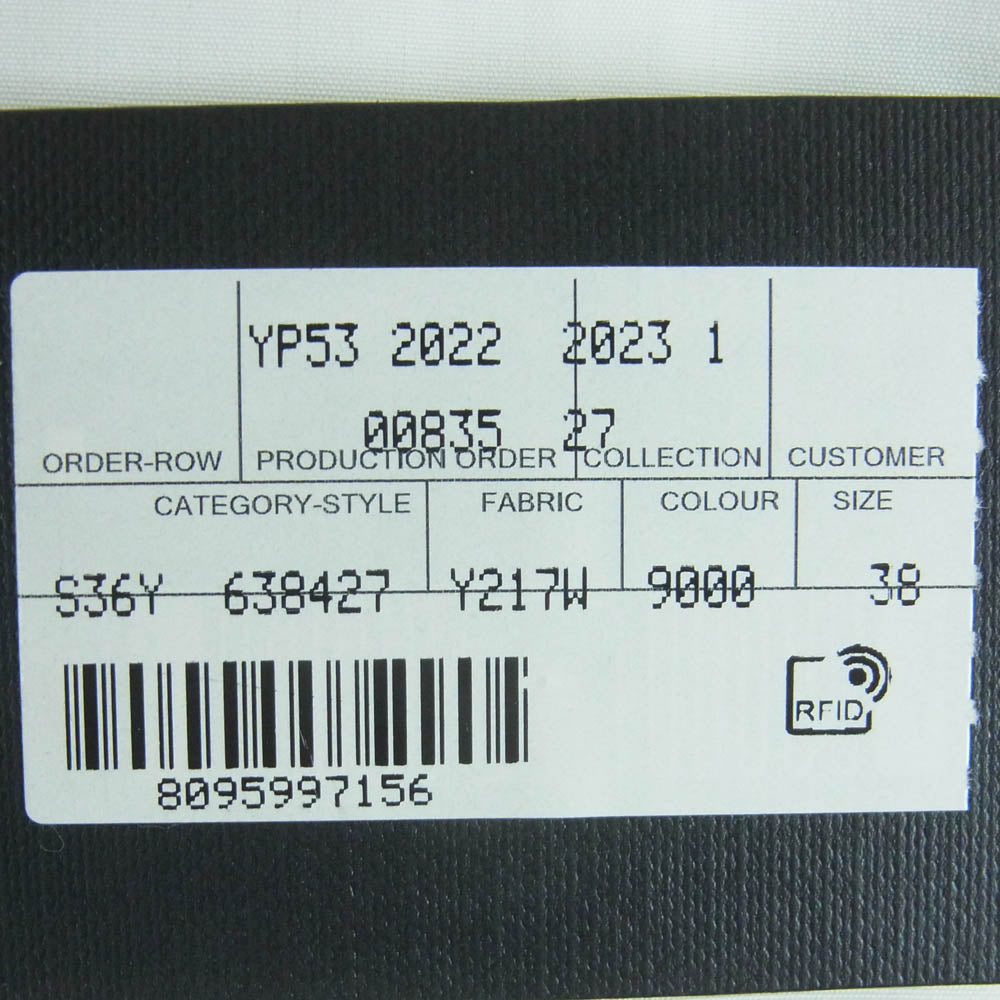 YP53 2022 2023 1
00835 27
ORDER-ROW PRODUCTION ORDER COLLECTION CUSTOMER
CATEGORY-STYLE FABRIC COLOUR SIZE
S36Y 638427 Y217W 9000 38
RFID
8095997156